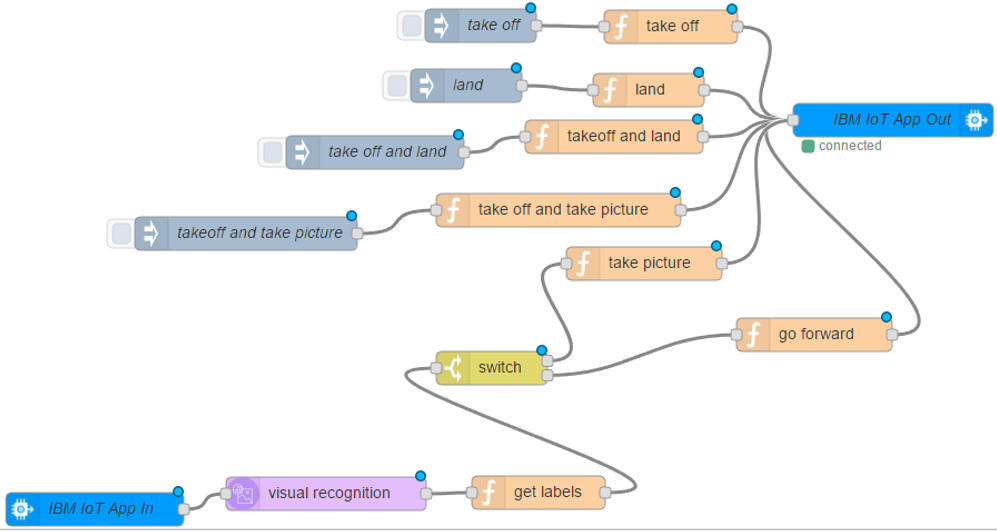 take off
take off
land
land
IBM IoT App Out
connected
take off and land
takeoff and land
takeoff and take picture
take off and take picture
take picture
go forward
switch
IBM IoT App In
visual recognition
get labels